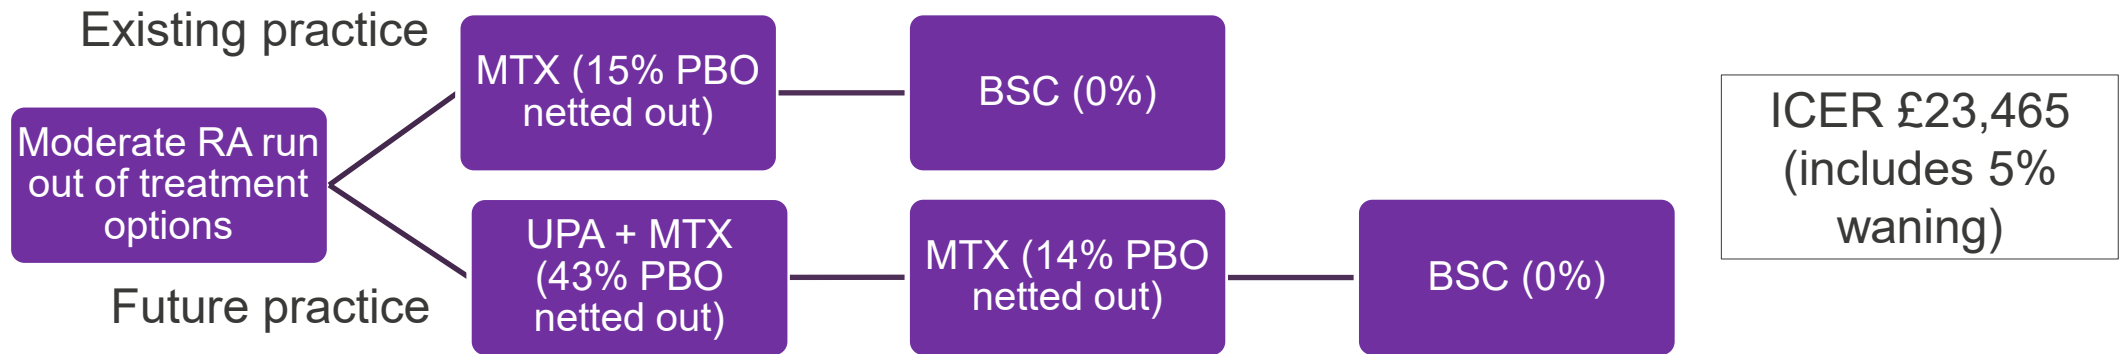 Existing practice
MTX (15% PBO
netted out)
BSC (0%)
Moderate RA run
out of treatment
options
ICER £23,465
(includes 5%
waning)
UPA + MTX
(43% PBO
netted out)
MTX (14% PBO
netted out)
BSC (0%)
Future practice